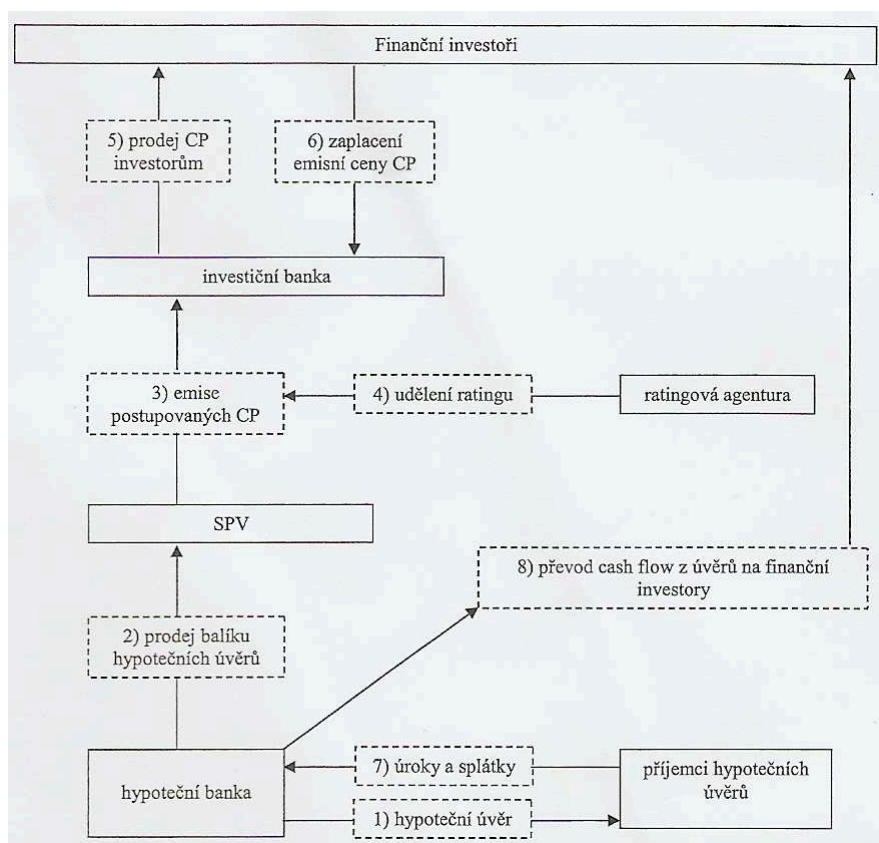 Finanční investoři
5) prodej CP
investorům
6) zaplacení
emisní ceny CP
investiční banka
3) emise
postupovaných CP
4) udělení ratingu
ratingová agentura
SPV
8) převod cash flow z úvěrů na finanční
investory
2) prodej balíku
hypotečních úvěrů
hypoteční banka
7) úroky a splátky
příjemci hypotečních
úvěrů
1) hypoteční úvěr